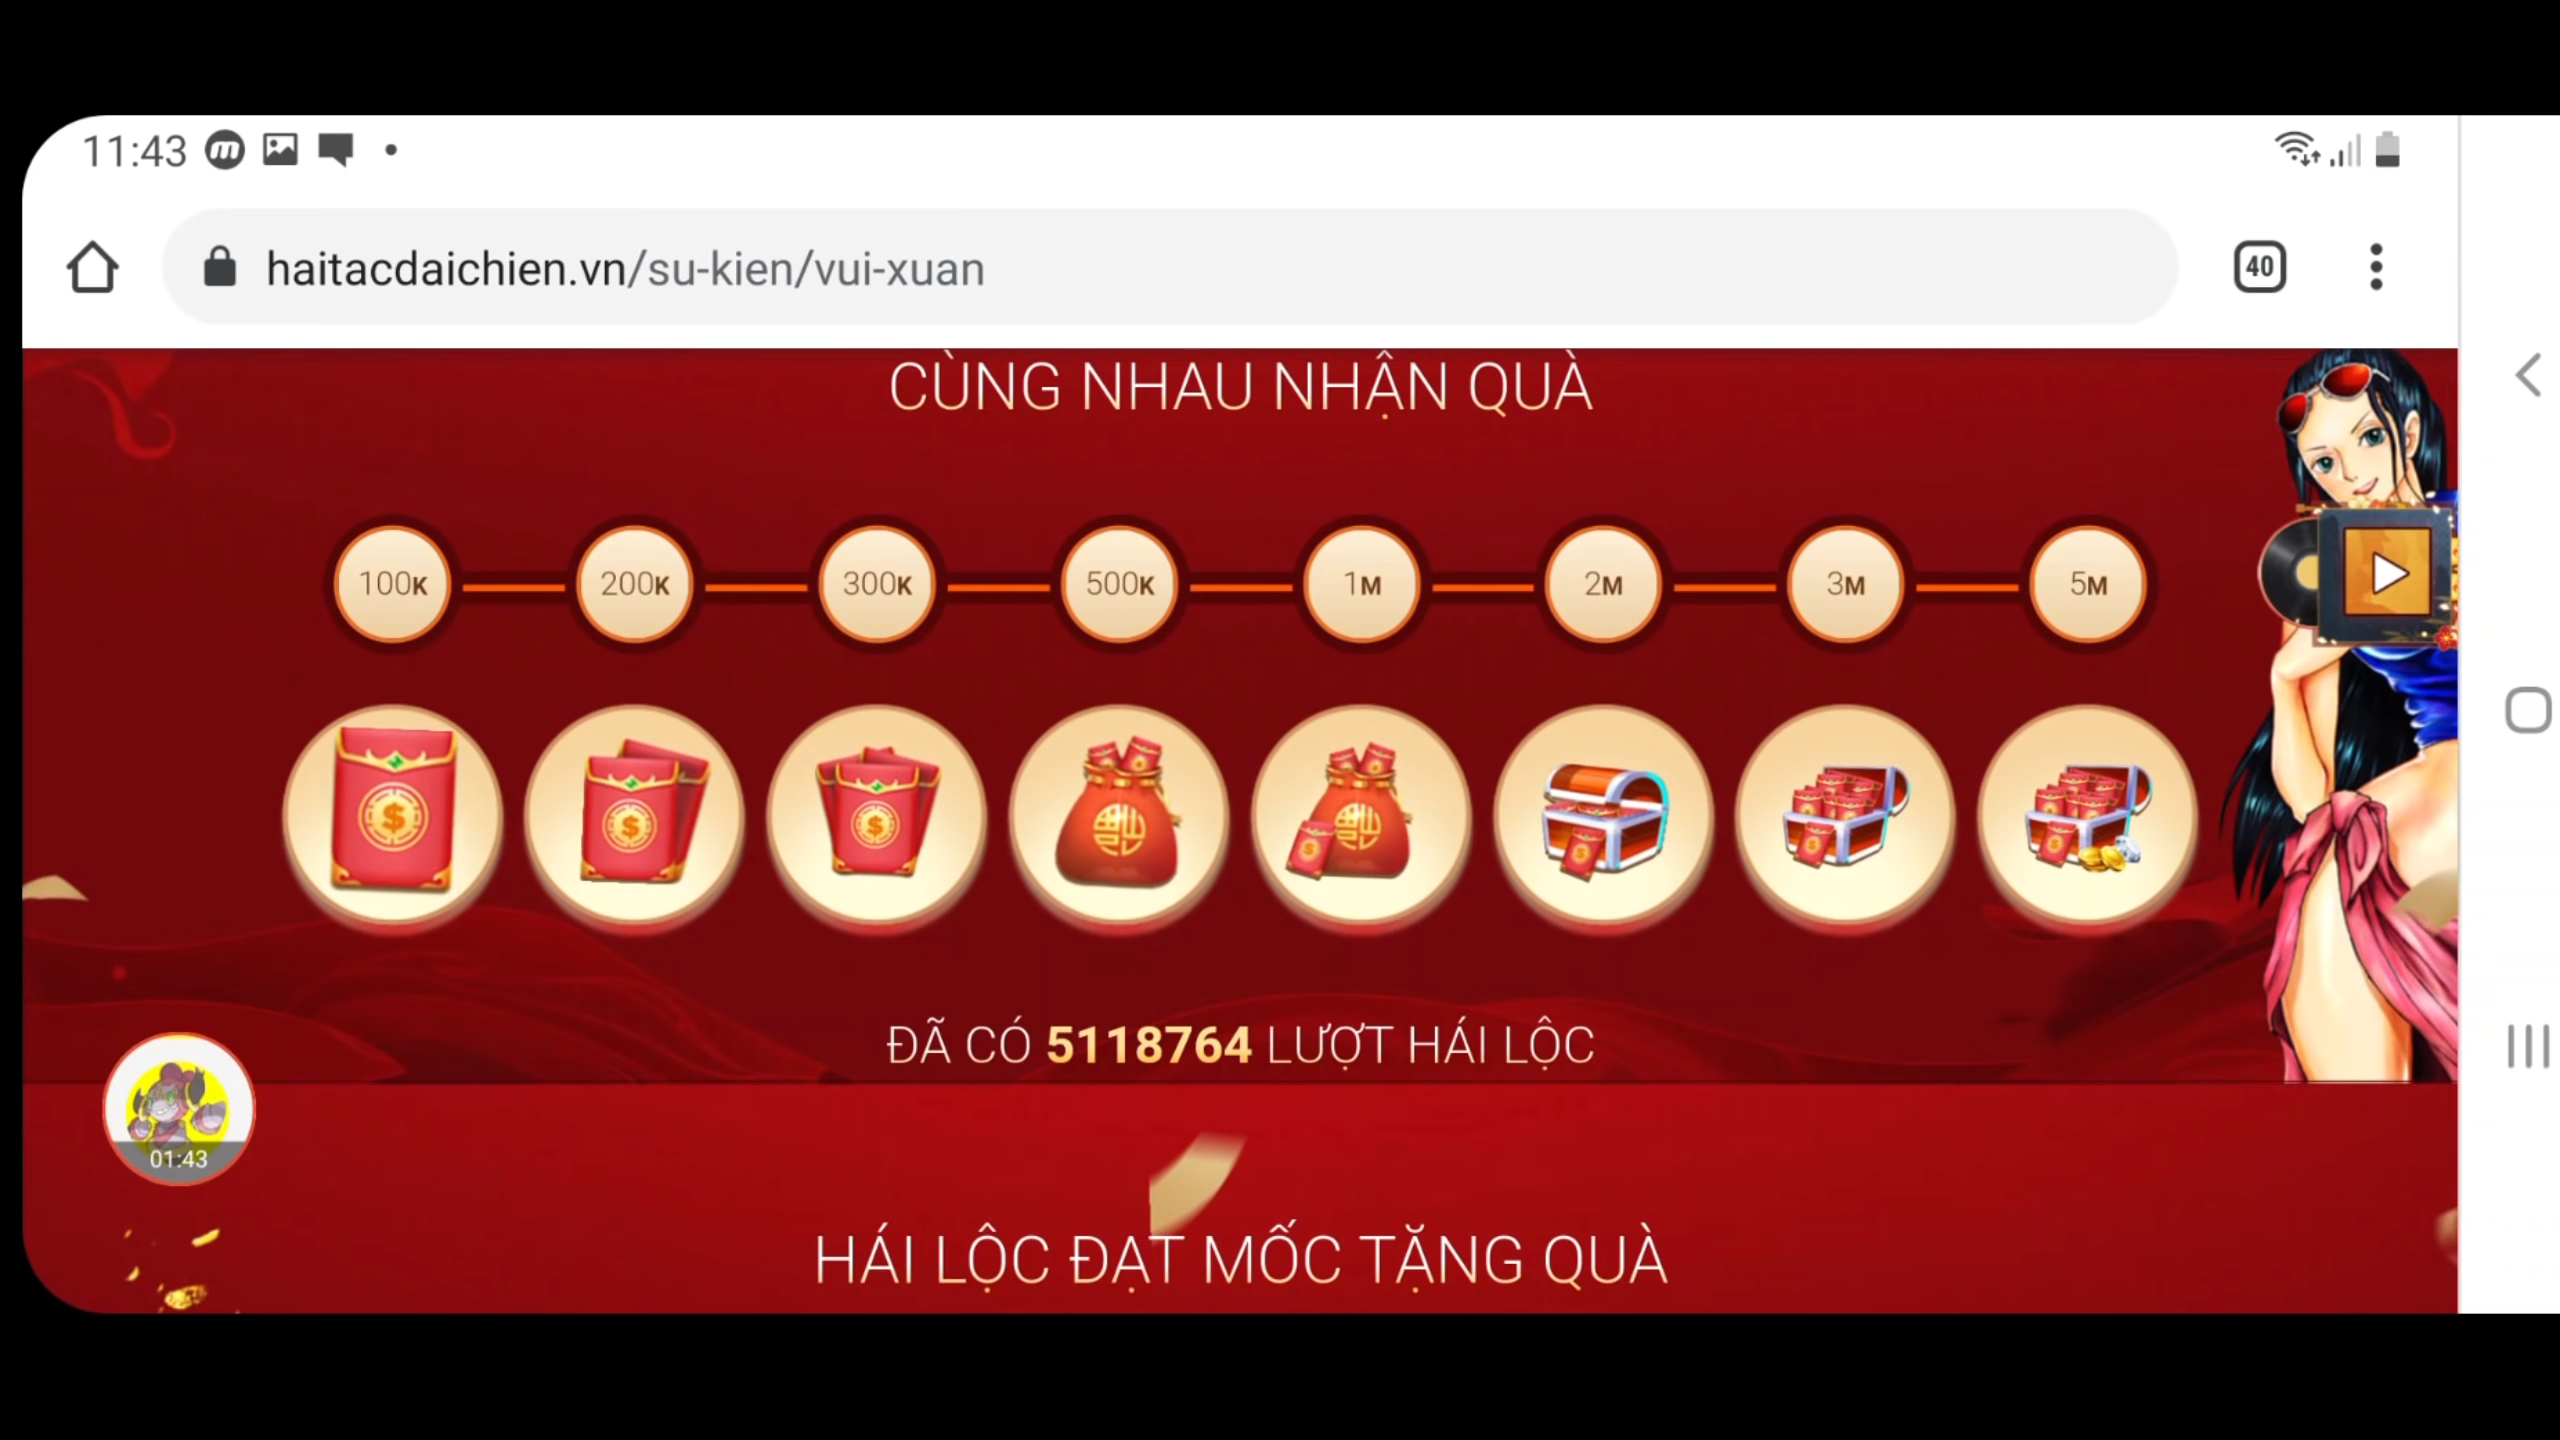 11:43
haitacdaichien.vn/su-kien/vui-xuan
40
CÙNG NHAU NHẬN QUÀ
100K 200K 300K 500K 1M 2M 3M 5M
ĐÃ CÓ 5118764 LƯỢT HÁI LỘC
01:43
HÁI LỘC ĐẠT MỐC TẶNG QUÀ